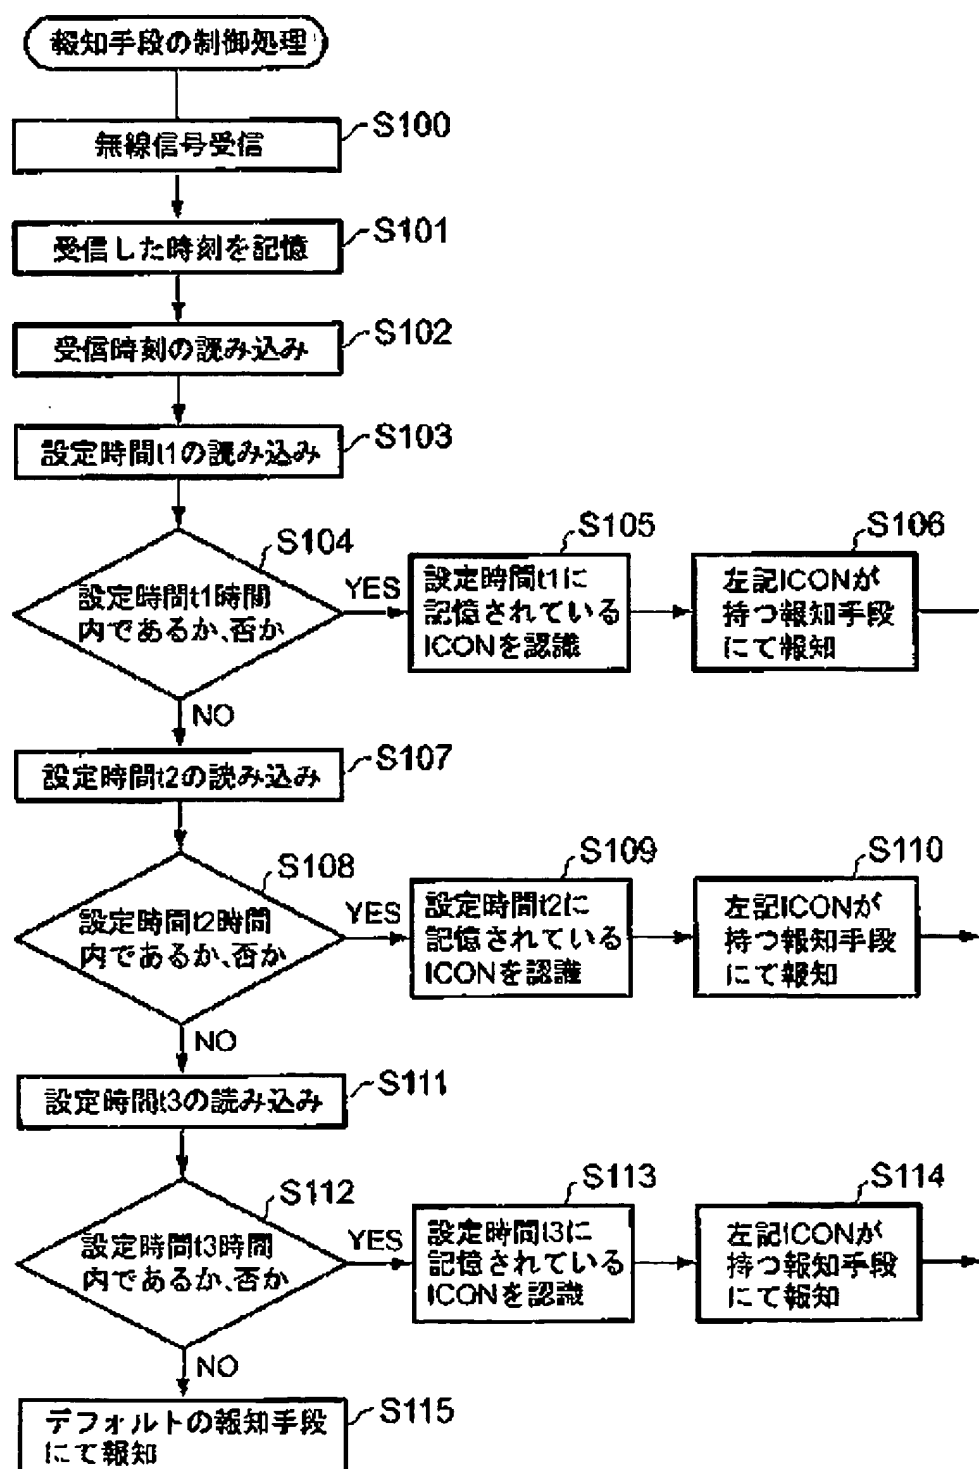 報知手段の制御処理
無線信号受信
S100
受信した時刻を記憶
S101
受信時刻の読み込み
S102
設定時間t1の読み込み
S103
設定時間t1時間
内であるか、否か
S104
YES
設定時間t1に
記憶されている
ICONを認識
S105
左記ICONが
持つ報知手段
にて報知
S106
NO
設定時間t2の読み込み
S107
設定時間t2時間
内であるか、否か
S108
YES
設定時間t2に
記憶されている
ICONを認識
S109
左記ICONが
持つ報知手段
にて報知
S110
NO
設定時間t3の読み込み
S111
設定時間t3時間
内であるか、否か
S112
YES
設定時間t3に
記憶されている
ICONを認識
S113
左記ICONが
持つ報知手段
にて報知
S114
NO
デフォルトの報知手段
にて報知
S115